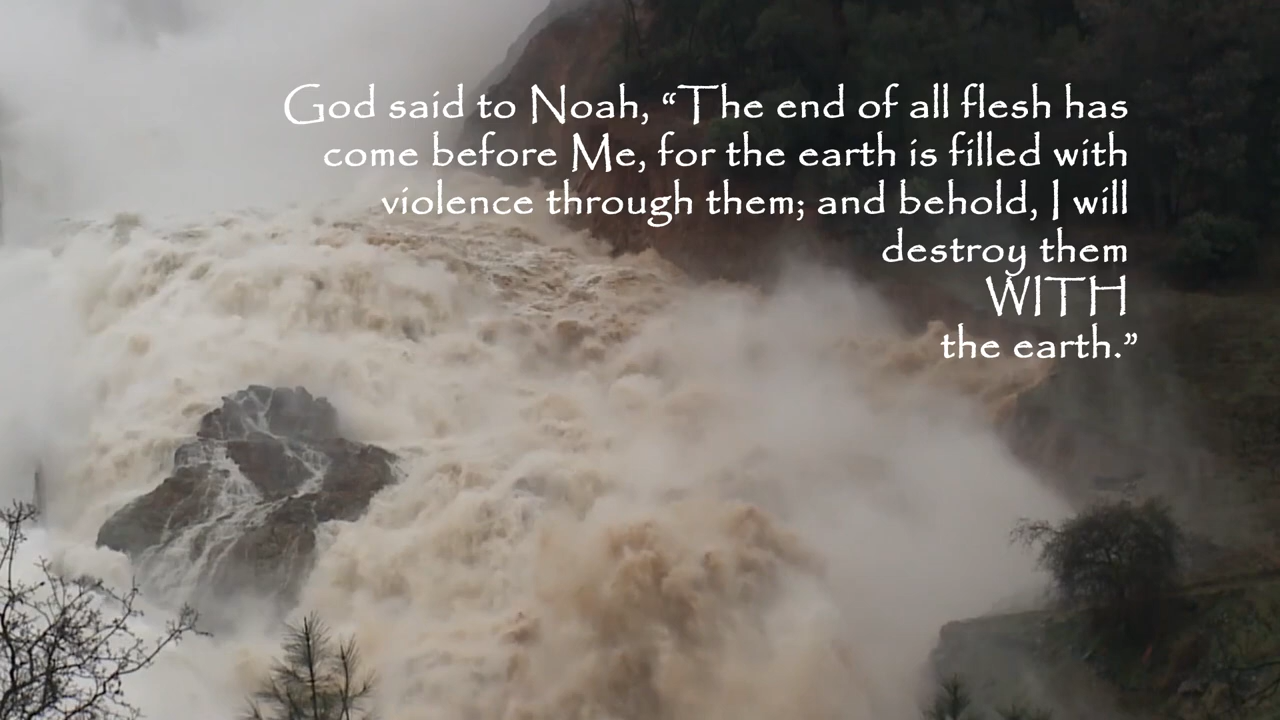 God said to Noah, “The end of all flesh has
come before Me, for the earth is filled with
violence through them; and behold, I will
destroy them
WITH
the earth.”